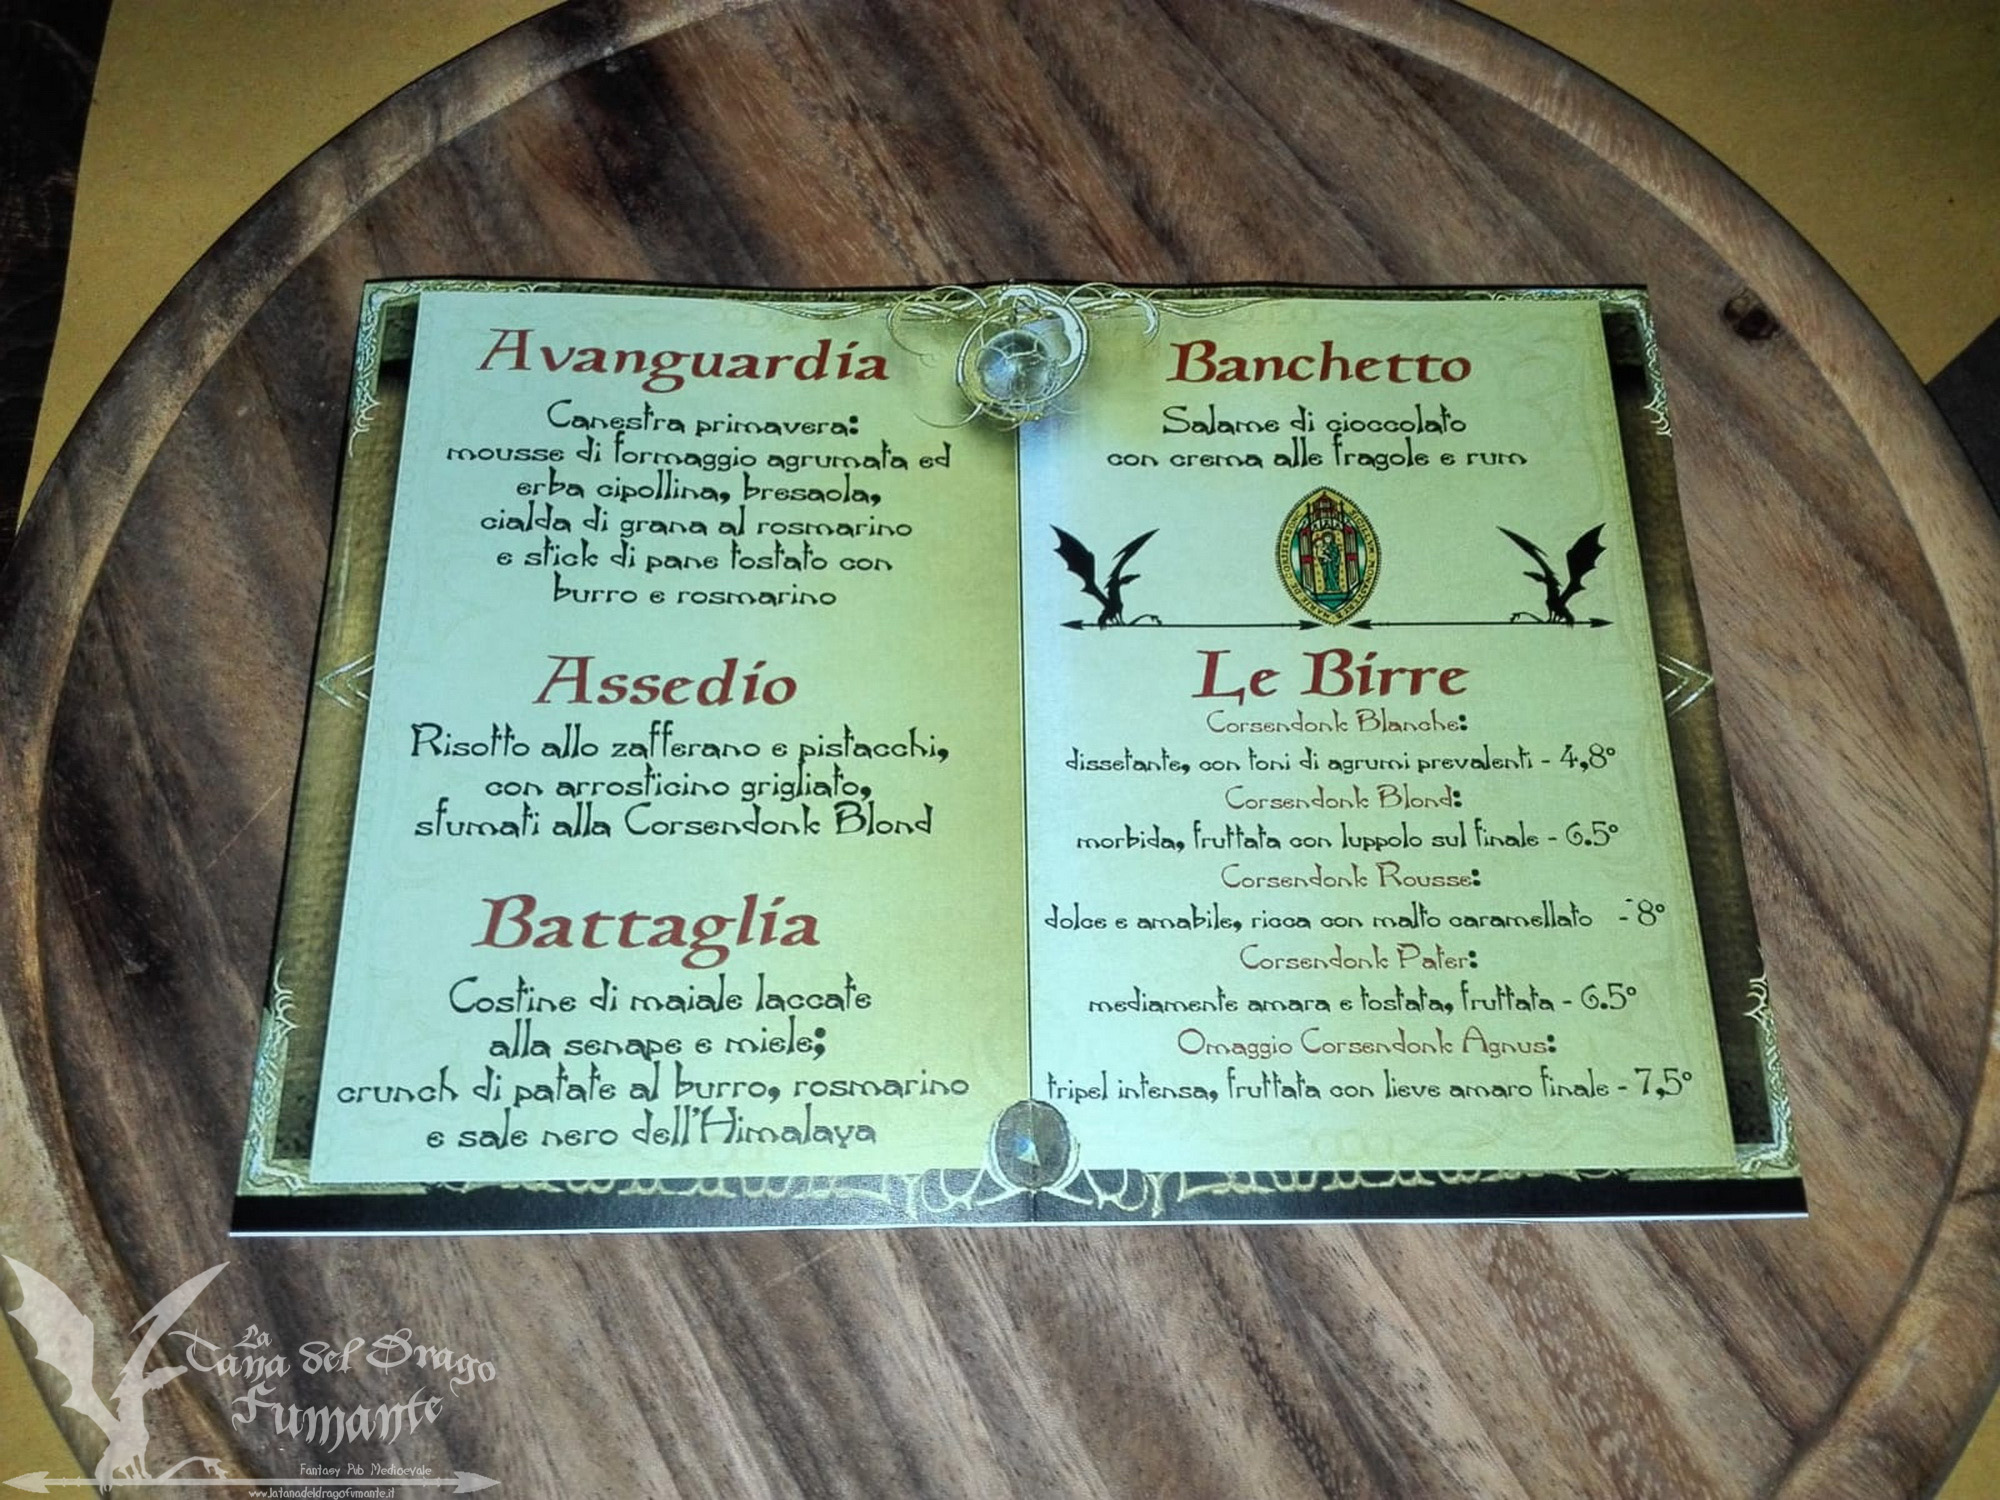 Avanguardia
Canestra primavera:
mousse di formaggio agrumata ed
erba cipollina, bresaola,
cialda di grana al rosmarino
e stick di pane tostato con
burro e rosmarino
Assedio
Risotto allo zafferano e pistacchi,
con arrosticino grigliato,
sfumati alla Corsendonk Blond
Battaglia
Costine di maiale laccate
alla senape e miele;
crunch di patate al burro, rosmarino
e sale nero dell'Himalaya
Banchetto
Salame di cioccolato
con crema alle fragole e rum
Le Birre
Corsendonk Blanche:
dissetante, con toni di agrumi prevalenti - 4,8°
Corsendonk Blond:
morbida, fruttata con luppolo sul finale - 6.5°
Corsendonk Rousse:
dolce e amabile, ricca con malto caramellato - 8°
Corsendonk Pater:
mediamente amara e tostata, fruttata - 6.5°
Omaggio Corsendonk Agnus:
tripel intensa, fruttata con lieve amaro finale - 7,5°
La
Tana del Drago
Fumante
Fantasy Pub Medioevale
www.latanadeldragofumante.it